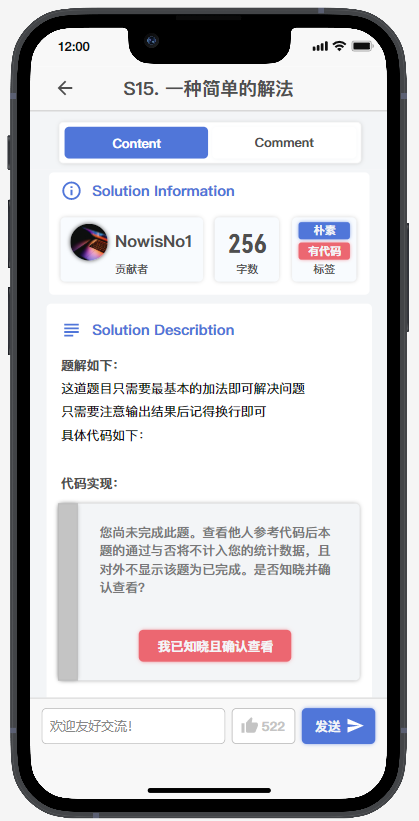 12:00
S15. 一种简单的解法
Content Comment
Solution Information
NowisNo1
贡献者
256
字数
朴素
有代码
标签
Solution Describtion
题解如下：
这道题目只需要最基本的加法即可解决问题
只需要注意输出结果后记得换行即可
具体代码如下：
代码实现：
您尚未完成此题。查看他人参考代码后本
题的通过与否将不计入您的统计数据，且
对外不显示该题为已完成。是否知晓并确
认查看？
我已知晓且确认查看
欢迎友好交流！ 522 发送